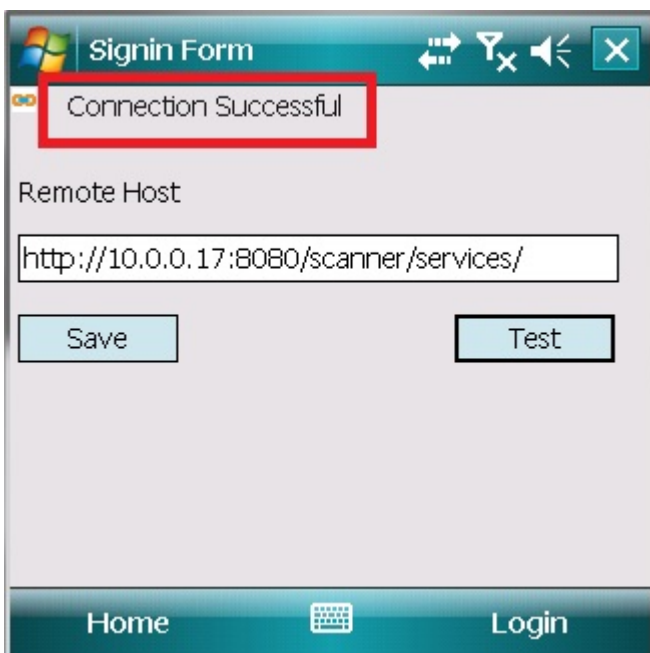 Signin Form
Connection Successful
Remote Host
http://10.0.0.17:8080/scanner/services/
Save Test
Home Login